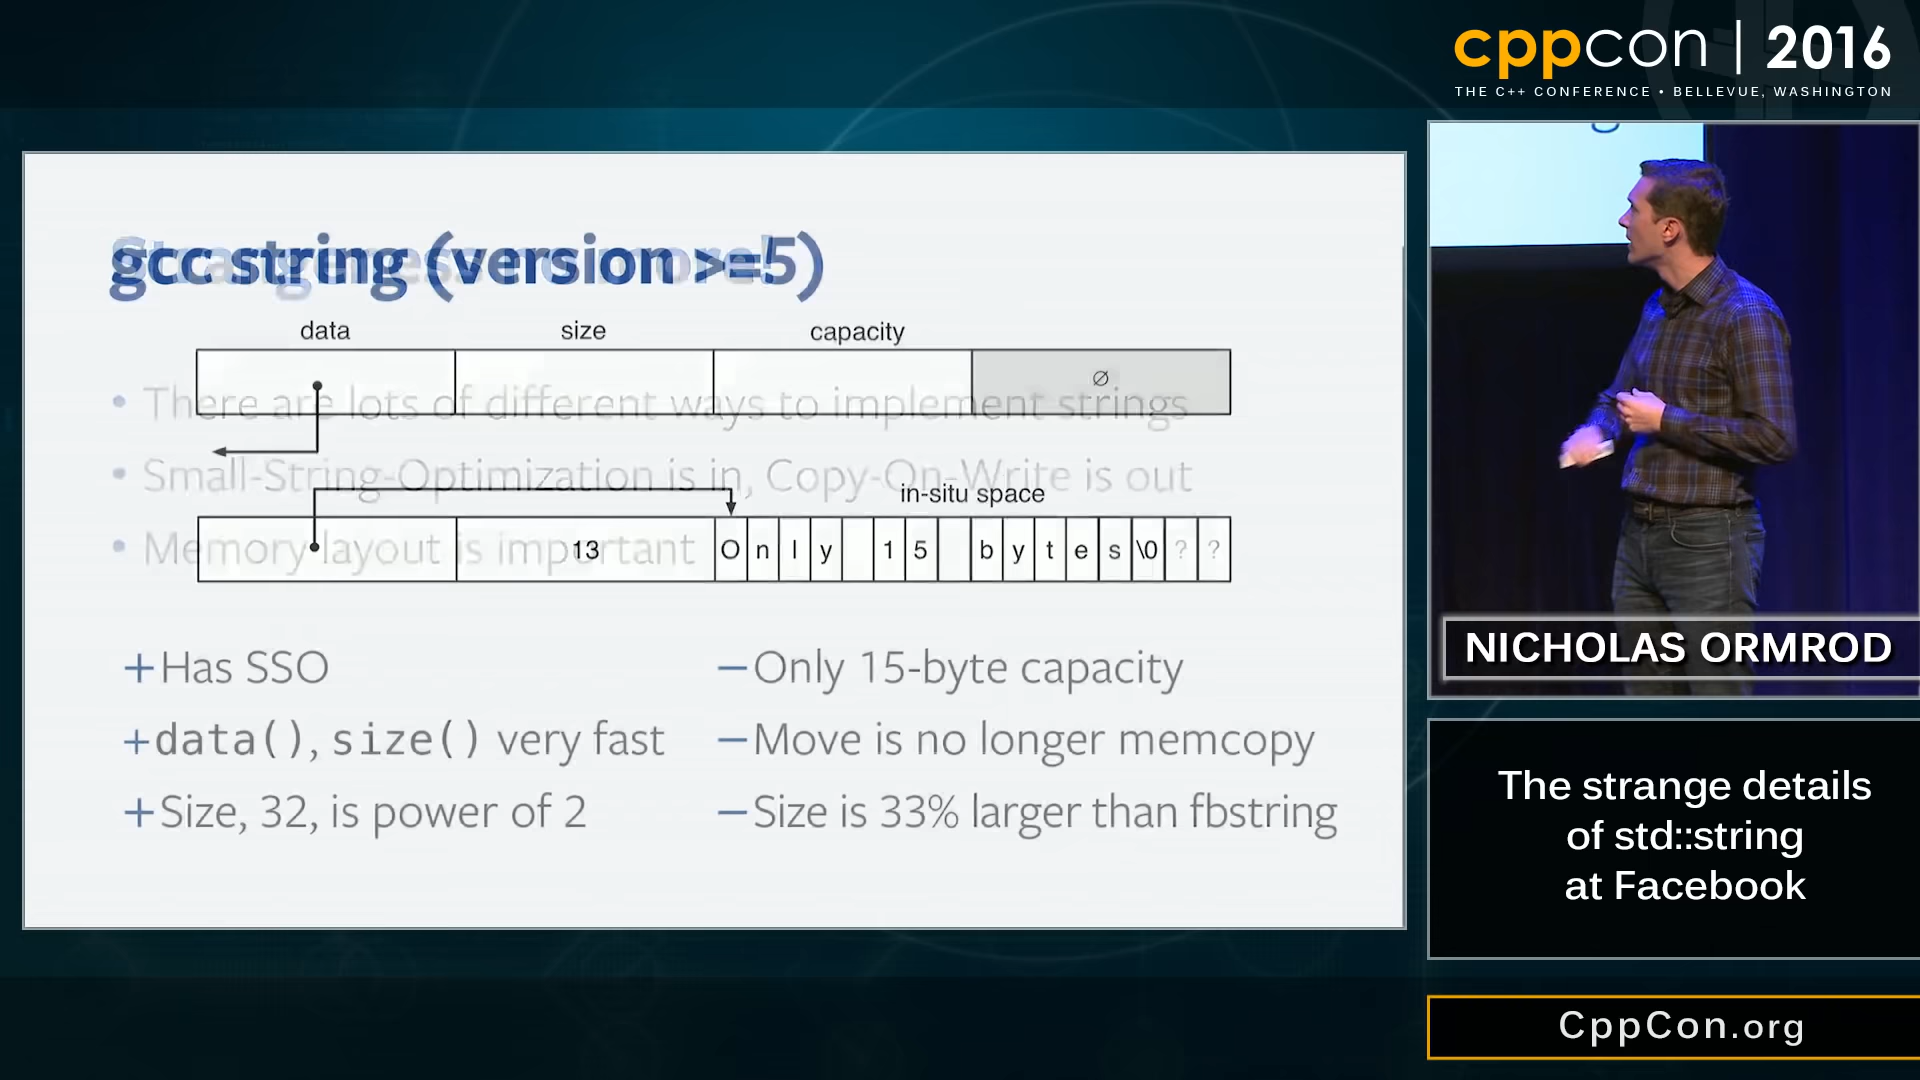 cppcon | 2016
THE C++ CONFERENCE • BELLEVUE, WASHINGTON
gcc string (version >=5)
data size capacity
∅
• There are lots of different ways to implement strings
• Small-String-Optimization is in, Copy-On-Write is out
in-situ space
• Memory layout is important
13 O n l y 1 5 b y t e s \0 ? ?
+Has SSO
+data(), size() very fast
+Size, 32, is power of 2
–Only 15-byte capacity
–Move is no longer memcopy
–Size is 33% larger than fbstring
NICHOLAS ORMROD
The strange details
of std::string
at Facebook
CppCon.org